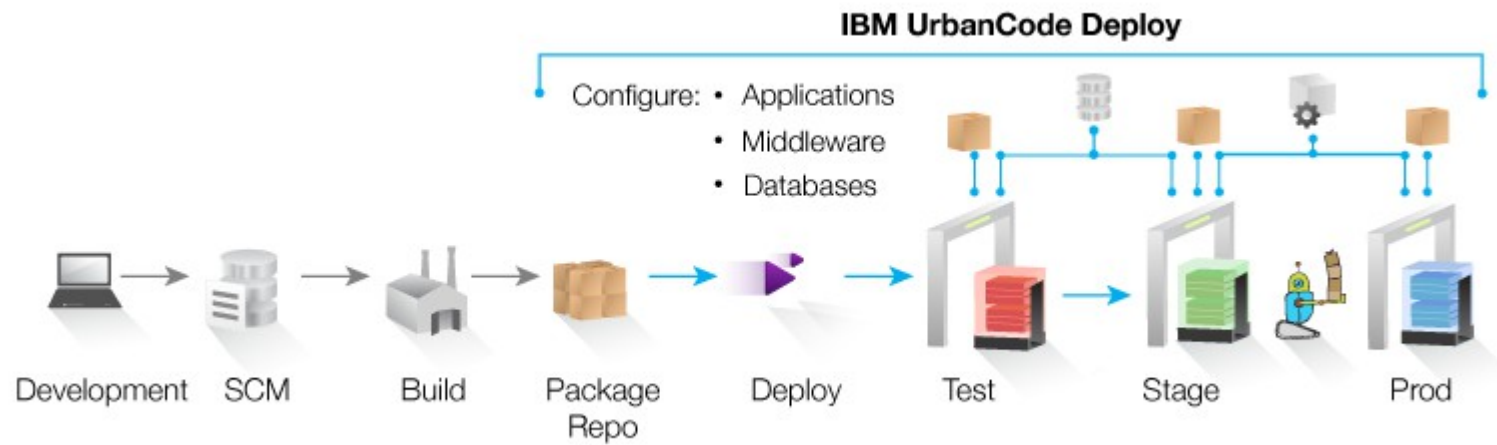 IBM UrbanCode Deploy
Configure: • Applications
• Middleware
• Databases
Development
SCM
Build
Package
Repo
Deploy
Test
Stage
Prod